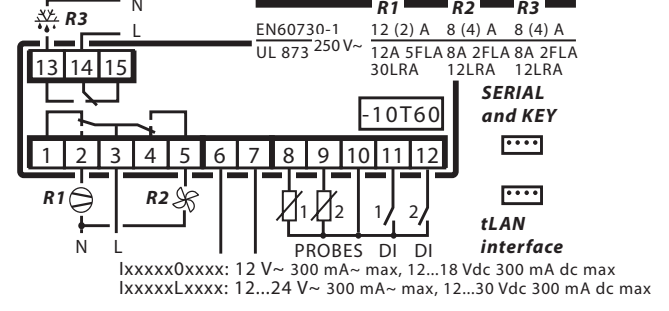 R1 R2 R3
N
R3
L
EN60730-1 250 V~ 12 (2) A 8 (4) A 8 (4) A
UL 873 12A 5FLA 8A 2FLA 8A 2FLA
30LRA 12LRA 12LRA
13 14 15
SERIAL
and KEY
-10T60
1 2 3 4 5 6 7 8 9 10 11 12
R1 R2 1 2 1 2
tLAN
interface
N L PROBES DI DI
Ixxxxx0xxxx: 12 V~ 300 mA~ max, 12...18 Vdc 300 mA dc max
IxxxxxLxxxx: 12...24 V~ 300 mA~ max, 12...30 Vdc 300 mA dc max